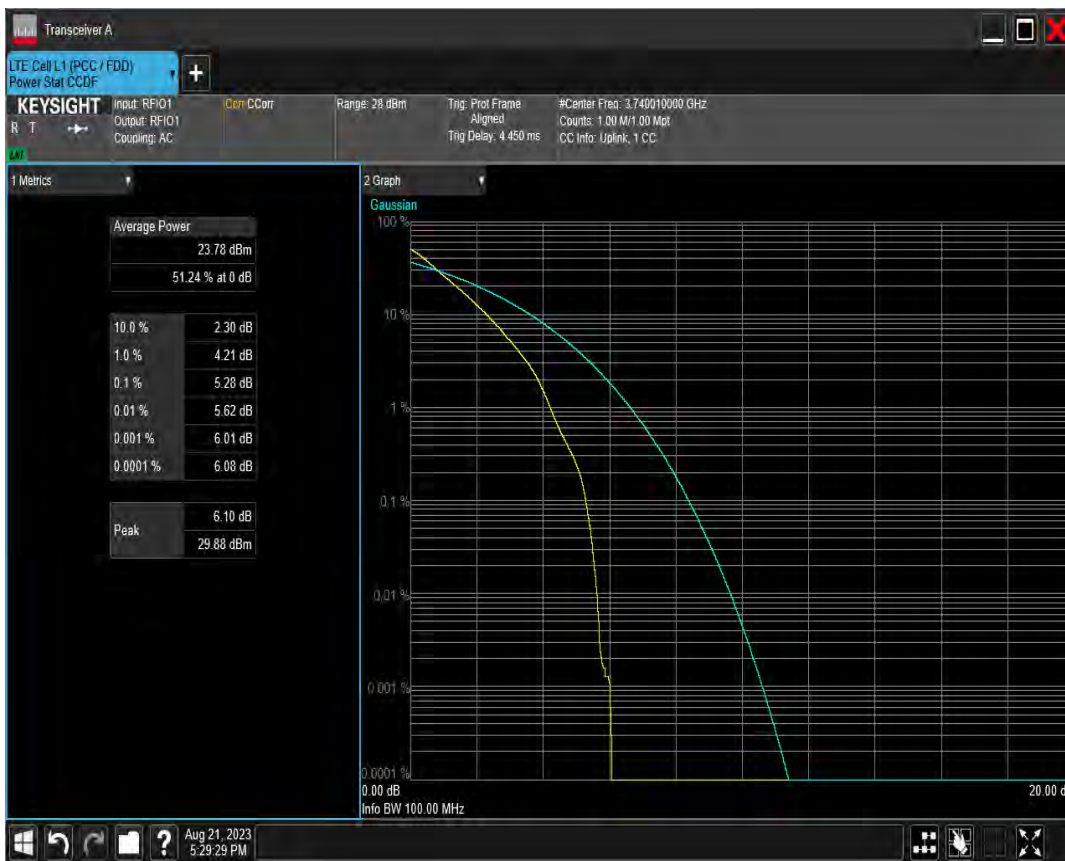 Transceiver A
LTE Cell L1 (PCC / FDD)
Power Stat CCDF
+
KEYSIGHT
R T
LXI
Input: RFIO1
Output: RFIO1
Coupling: AC
Corr CCorr
Range: 28 dBm
Trig: Prot Frame
Aligned
Trig Delay: 4.450 ms
#Center Freq: 3.740010000 GHz
Counts: 1.00 M/1.00 Mpt
CC Info: Uplink, 1 CC
1 Metrics
Average Power
23.78 dBm
51.24 % at 0 dB
10.0 % 2.30 dB
1.0 % 4.21 dB
0.1 % 5.28 dB
0.01 % 5.62 dB
0.001 % 6.01 dB
0.0001 % 6.08 dB
Peak
6.10 dB
29.88 dBm
2 Graph
Gaussian
100 %
10 %
1 %
0.1 %
0.01 %
0.001 %
0.0001 %
0.00 dB 20.00 d
Info BW 100.00 MHz
?
Aug 21, 2023
5:29:29 PM